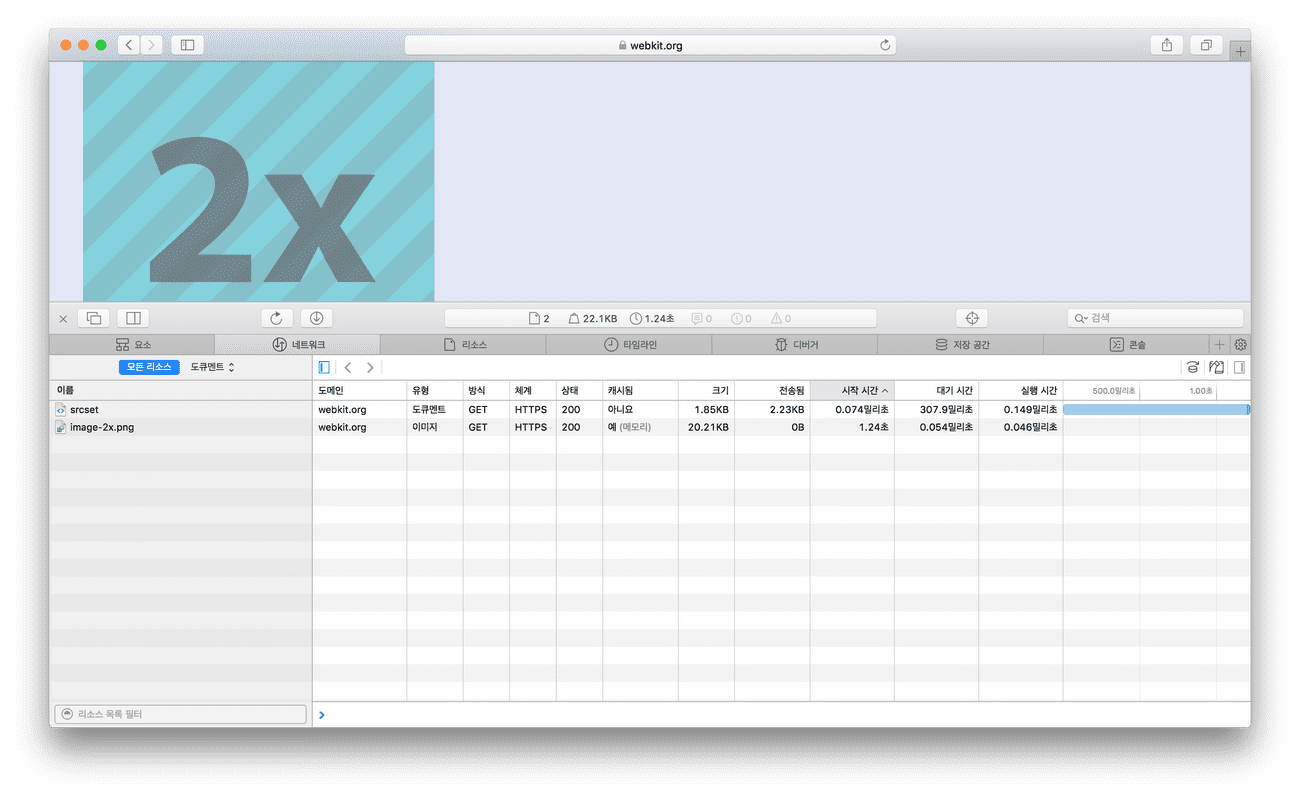 webkit.org
2x
2 22.1KB 1.24초 0 0 0 검색
요소 네트워크 리소스 타임라인 디버거 저장 공간 콘솔
모든 리소스 도큐멘트
이름 도메인 유형 방식 체계 상태 캐시됨 크기 전송됨 시작 시간 대기 시간 실행 시간 500.0밀리초 1.00초
srcset webkit.org 도큐멘트 GET HTTPS 200 아니요 1.85KB 2.23KB 0.074밀리초 307.9밀리초 0.149밀리초
image-2x.png webkit.org 이미지 GET HTTPS 200 예 (메모리) 20.21KB 0B 1.24초 0.054밀리초 0.046밀리초
리소스 목록 필터